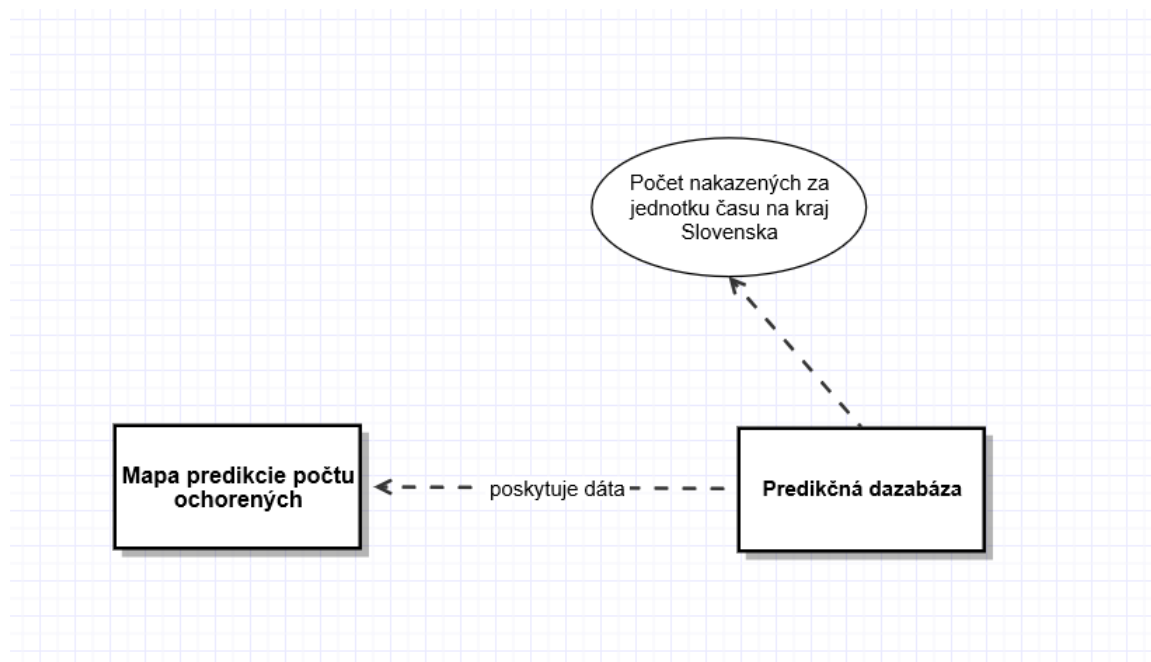 Počet nakazených za
jednotku času na kraj
Slovenska
Mapa predikcie počtu
ochorených
poskytuje dáta
Predikčná dazabáza